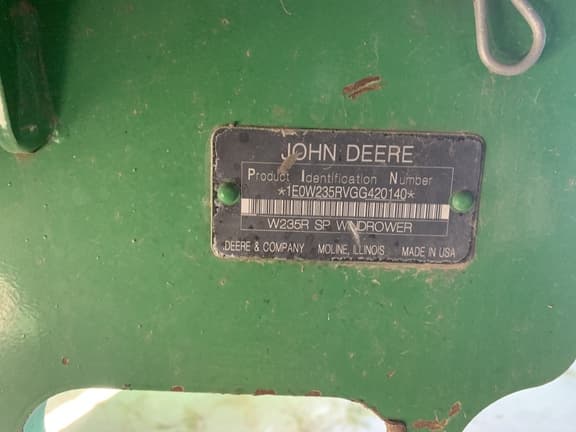 JOHN DEERE
Product Identification Number
*1E0W235RVGG420140*
W235R SP WINDROWER
DEERE & COMPANY MOLINE, ILLINOIS MADE IN USA